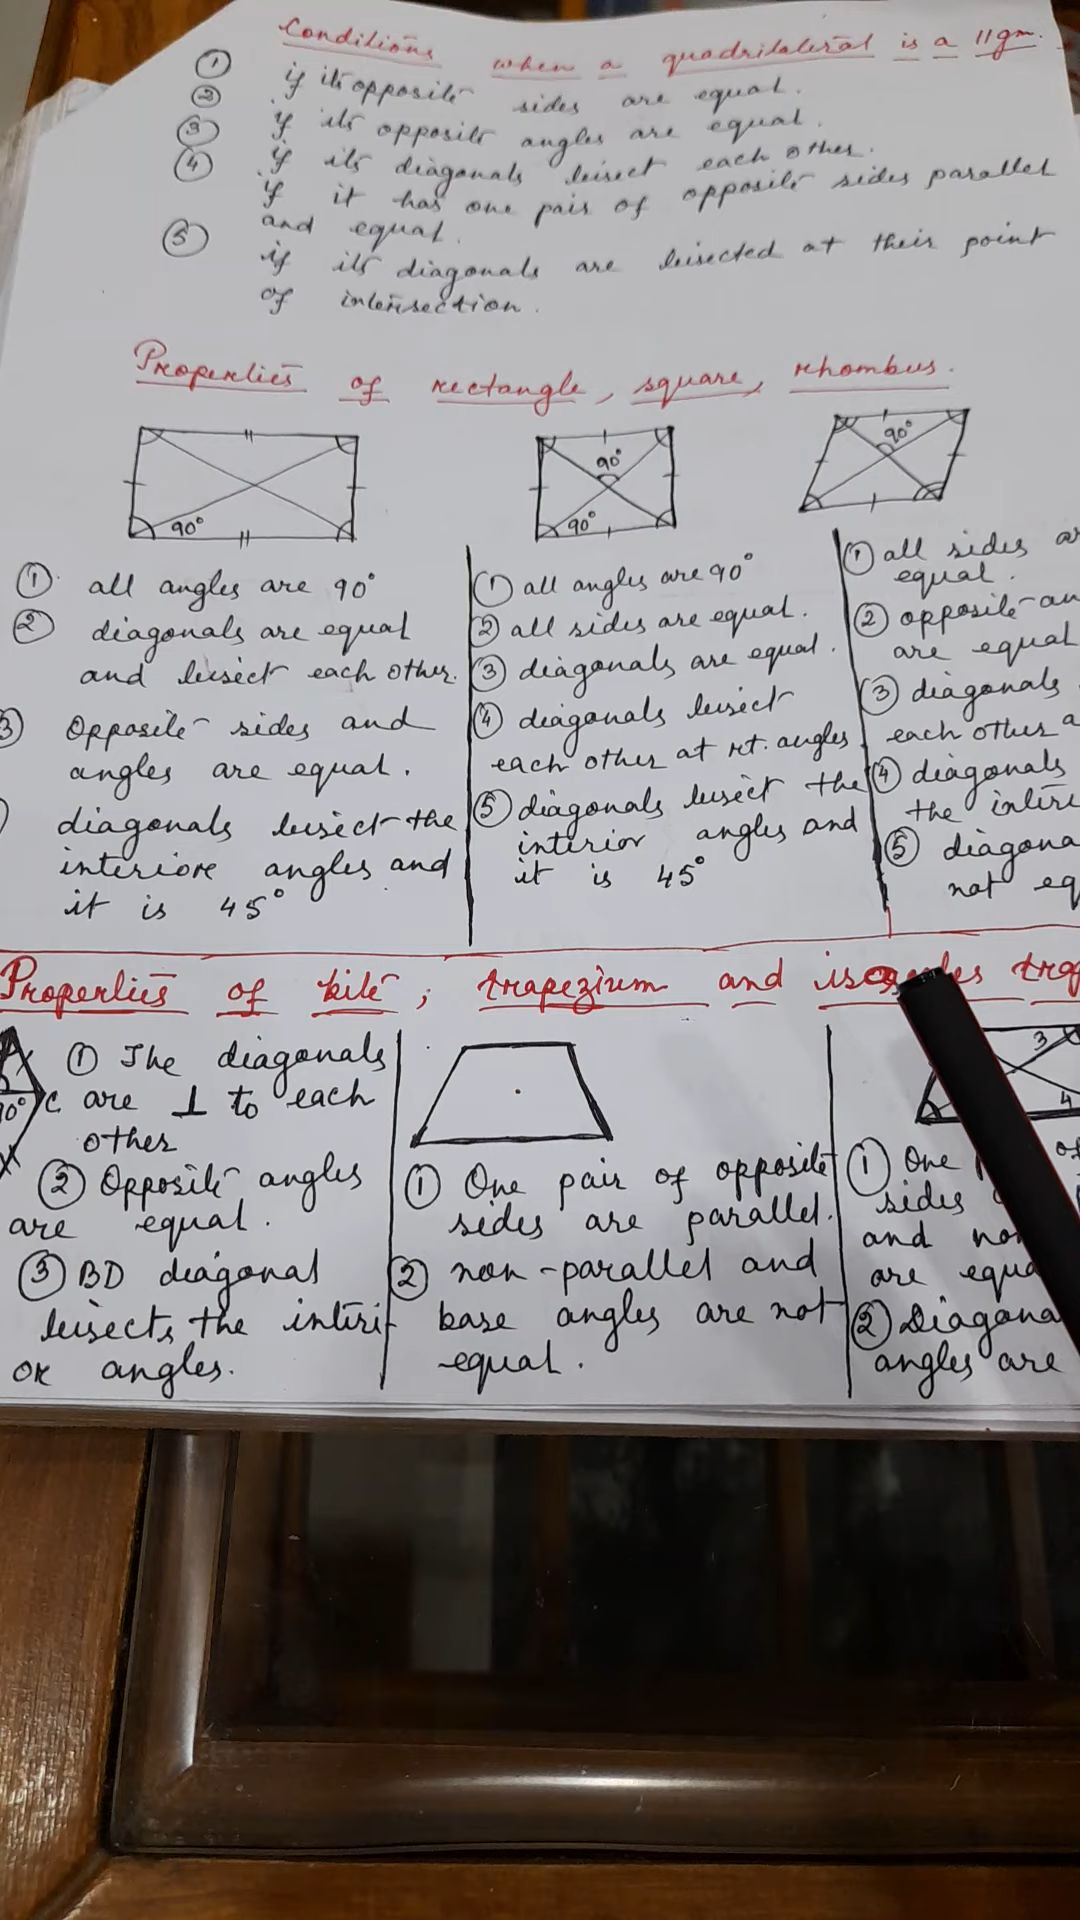 Conditions when a quadrilateral is a 11gm.
① if its opposite sides are equal.
② if its opposite angles are equal.
③ if its diagonals bisect each other.
④ if it has one pair of opposite sides parallel
and equal.
⑤ if its diagonals are bisected at their point
of intersection.
Properties of rectangle, square, rhombus.
90°
90°
90°
90°
① all angles are 90°
② diagonals are equal
and bisect each other.
③ Opposite sides and
angles are equal.
diagonals bisect the
interiore angles and
it is 45°
① all angles are 90°
② all sides are equal.
③ diagonals are equal.
④ diagonals bisect
each other at rt. angles
⑤ diagonals bisect the
interior angles and
it is 45°
① all sides
equal.
② opposite
are equal
③ diagonals
each other
④ diagonals
the
⑤
not
Properties of kite, trapezium and
C
① The diagonals
are ⊥ to each
other
② Opposite angles
are equal.
③ BD diagonal
bisects the interi
or angles.
① One pair of opposite
sides are parallel.
② non-parallel and
base angles are not
equal.
3
4
① One
sides
and
are
②
angles are